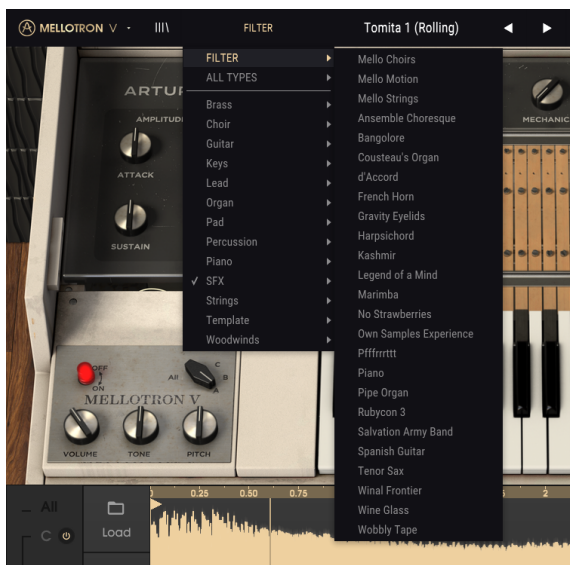 MELLOTRON V
FILTER
Tomita 1 (Rolling)
FILTER
ALL TYPES
Brass
Choir
Guitar
Keys
Lead
Organ
Pad
Percussion
Piano
SFX
Strings
Template
Woodwinds
Mello Choirs
Mello Motion
Mello Strings
Ansemble Choresque
Bangolore
Cousteau's Organ
d'Accord
French Horn
Gravity Eyelids
Harpsichord
Kashmir
Legend of a Mind
Marimba
No Strawberries
Own Samples Experience
Pfffrrrttt
Piano
Pipe Organ
Rubycon 3
Salvation Army Band
Spanish Guitar
Tenor Sax
Winal Frontier
Wine Glass
Wobbly Tape
ARTU
AMPLITUD
ATTACK
SUSTAIN
MECHANIC
OFF
ON
All
C
B
A
MELLOTRON V
VOLUME
TONE
PITCH
0.25 0.50 0.75 2
All
C
Load